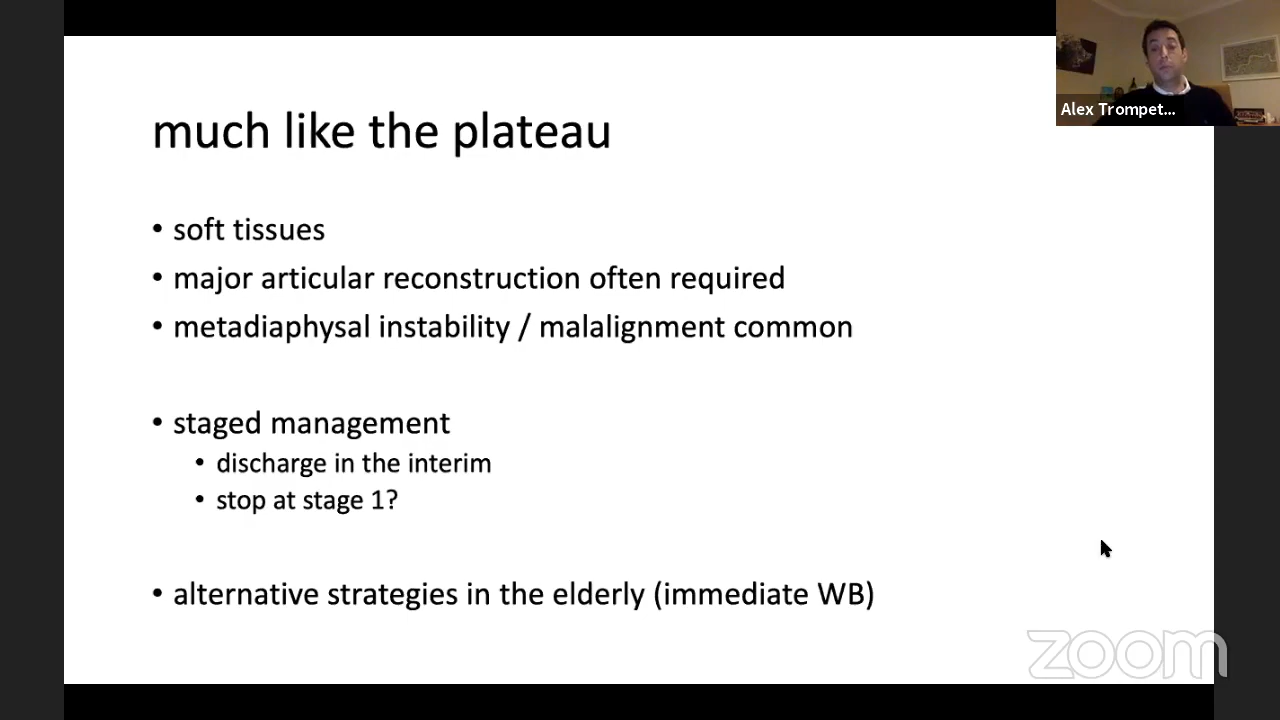 much like the plateau
• soft tissues
• major articular reconstruction often required
• metadiaphysal instability / malalignment common
• staged management
• discharge in the interim
• stop at stage 1?
• alternative strategies in the elderly (immediate WB)
Alex Trompet...
zoom